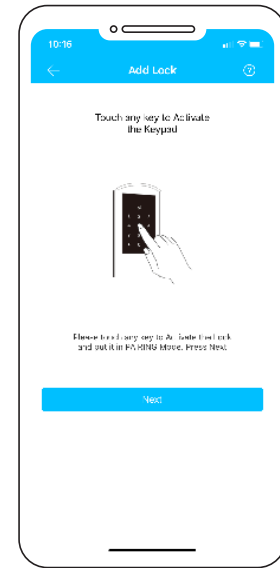 10:16
Add Lock
Touch any key to Activate
the Keypad
Please touch any key to Activate the Lock
and put it in PAIRING Mode. Press Next
Next